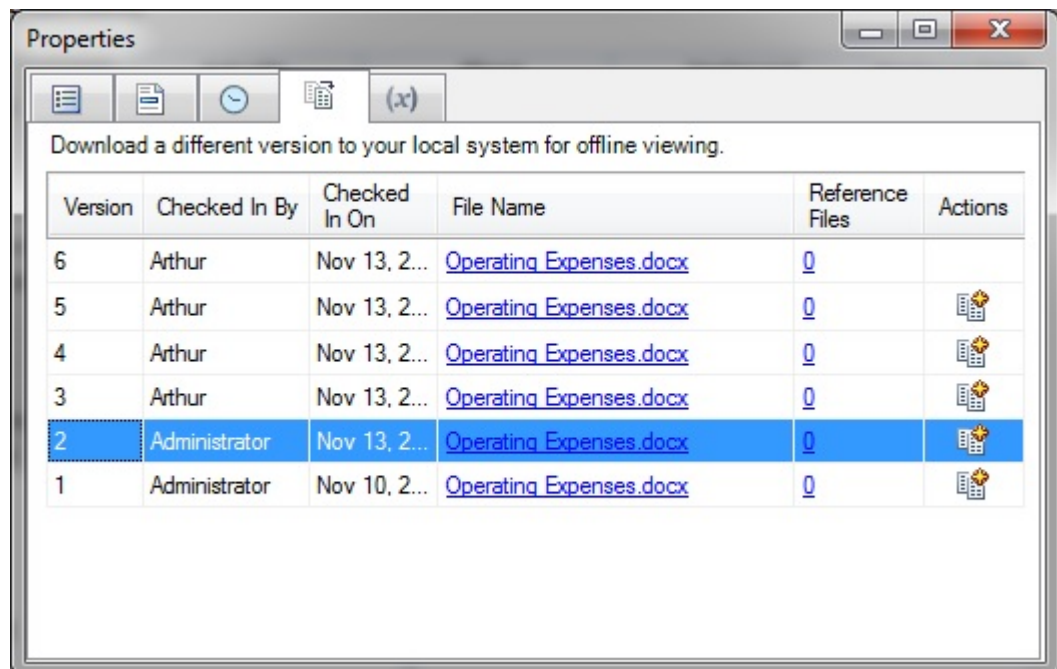 Properties
(x)
Download a different version to your local system for offline viewing.
Version Checked In By Checked In On File Name Reference Files Actions
6 Arthur Nov 13, 2... Operating Expenses.docx 0
5 Arthur Nov 13, 2... Operating Expenses.docx 0
4 Arthur Nov 13, 2... Operating Expenses.docx 0
3 Arthur Nov 13, 2... Operating Expenses.docx 0
2 Administrator Nov 13, 2... Operating Expenses.docx 0
1 Administrator Nov 10, 2... Operating Expenses.docx 0